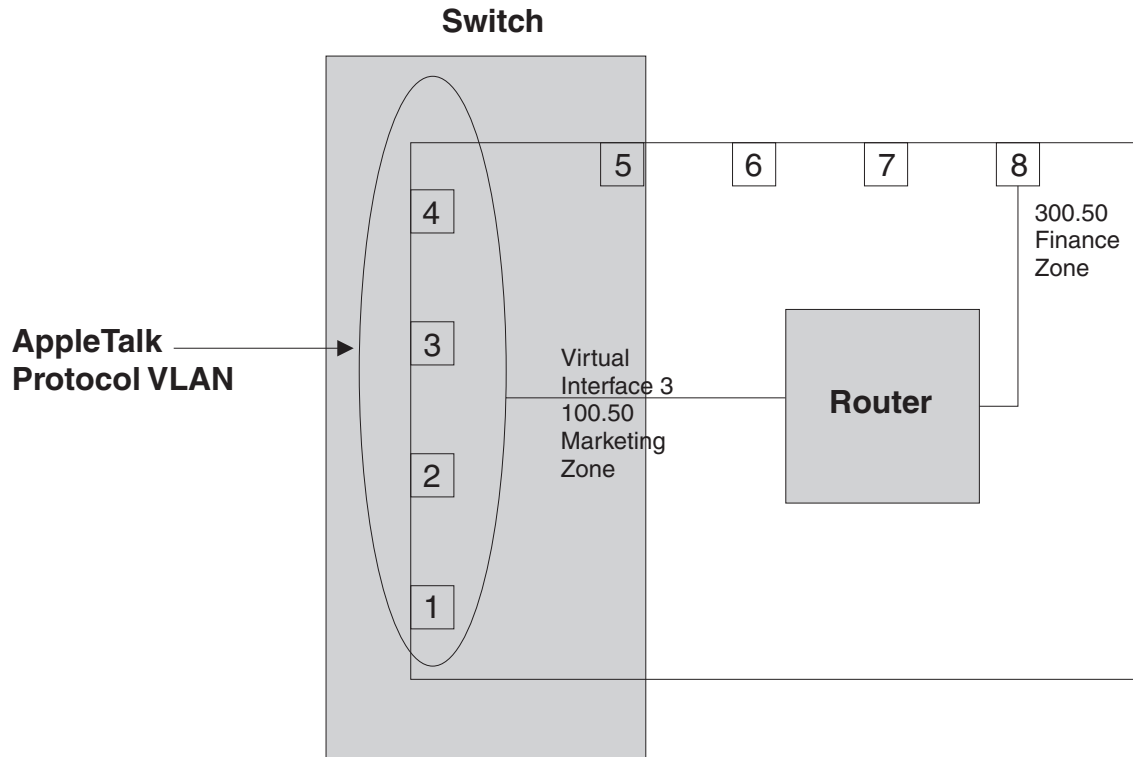 Switch
5
6
7
8
4
300.50
Finance
Zone
3
AppleTalk
Protocol VLAN
Virtual
Interface 3
100.50
Marketing
Zone
Router
2
1